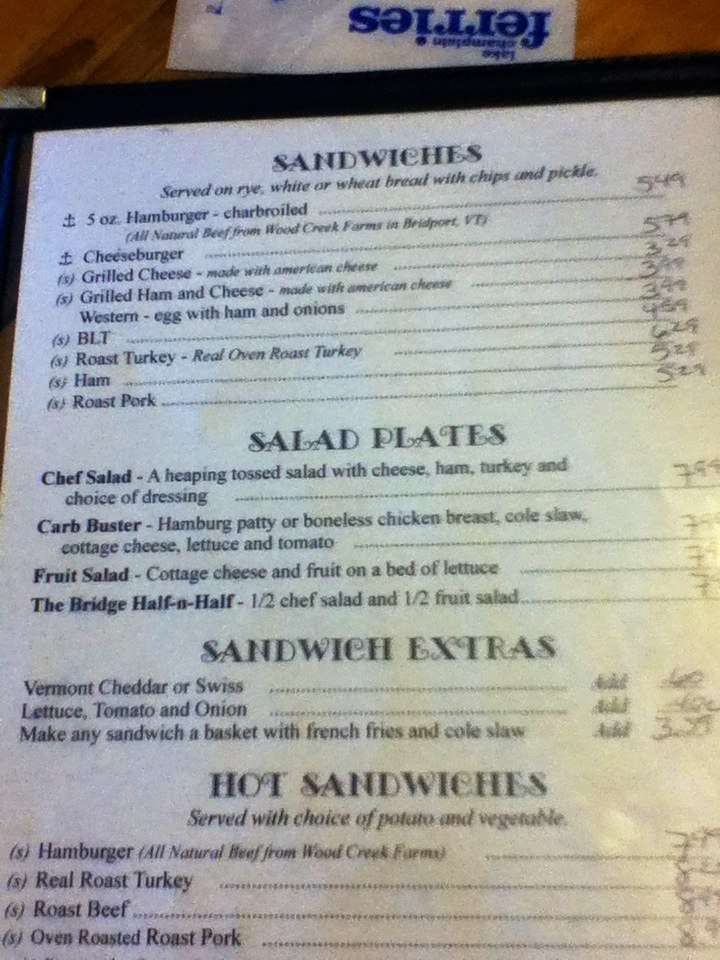 ferries
lake champlain
SANDWICHES
Served on rye, white or wheat bread with chips and pickle.
5 oz. Hamburger - charbroiled 549
(All Natural Beef from Wood Creek Farms in Bridport, VT)
Cheeseburger 579
(s) Grilled Cheese - made with american cheese
(s) Grilled Ham and Cheese - made with american cheese
Western - egg with ham and onions
(s) BLT
(s) Roast Turkey - Real Oven Roast Turkey 629
(s) Ham 529
(s) Roast Pork 529
SALAD PLATES
Chef Salad - A heaping tossed salad with cheese, ham, turkey and
choice of dressing
Carb Buster - Hamburg patty or boneless chicken breast, cole slaw,
cottage cheese, lettuce and tomato
Fruit Salad - Cottage cheese and fruit on a bed of lettuce
The Bridge Half-n-Half - 1/2 chef salad and 1/2 fruit salad
SANDWICH EXTRAS
Vermont Cheddar or Swiss Add .60
Lettuce, Tomato and Onion Add
Make any sandwich a basket with french fries and cole slaw Add
HOT SANDWICHES
Served with choice of potato and vegetable.
(s) Hamburger (All Natural Beef from Wood Creek Farms)
(s) Real Roast Turkey
(s) Roast Beef
(s) Oven Roasted Roast Pork